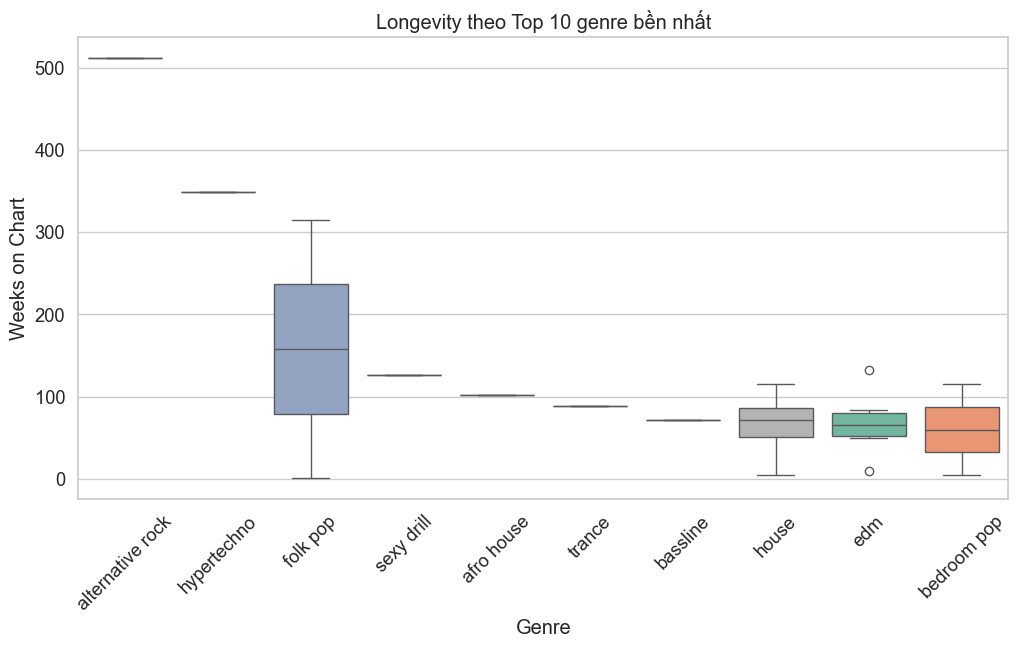 Longevity theo Top 10 genre bền nhất
Weeks on Chart
500
400
300
200
100
0
alternative rock
hypertechno
folk pop
sexy drill
afro house
trance
bassline
house
edm
bedroom pop
Genre